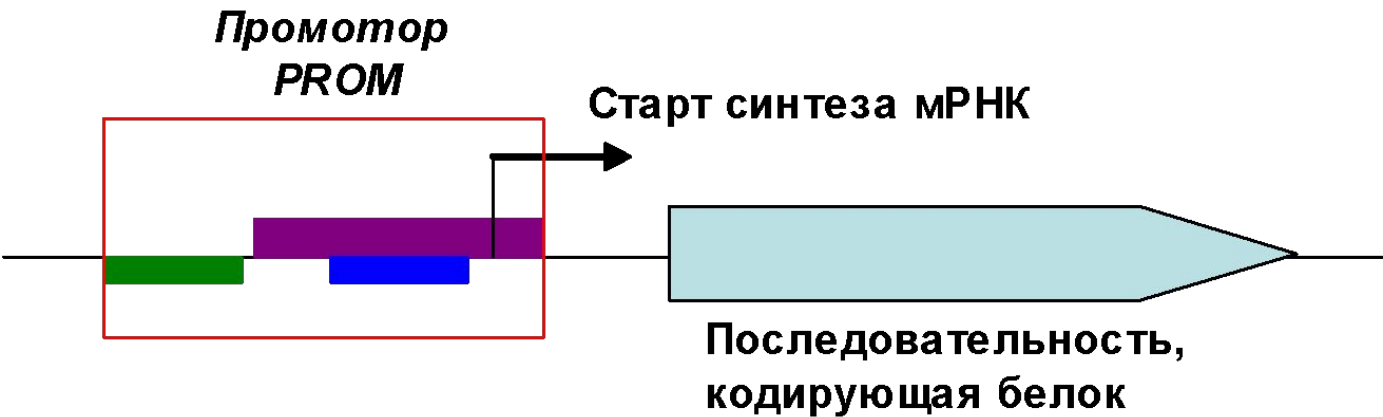 Промотор
PROM
Старт синтеза мРНК
Последовательность,
кодирующая белок